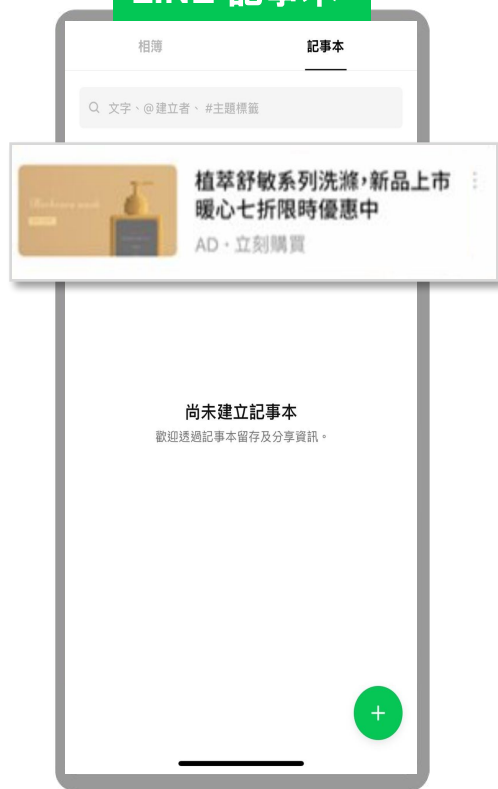 LINE 記事本
相簿
記事本
文字、@建立者、 #主題標籤
植萃舒敏系列洗滌,新品上市
暖心七折限時優惠中
AD・立刻購買
尚未建立記事本
歡迎透過記事本留存及分享資訊。